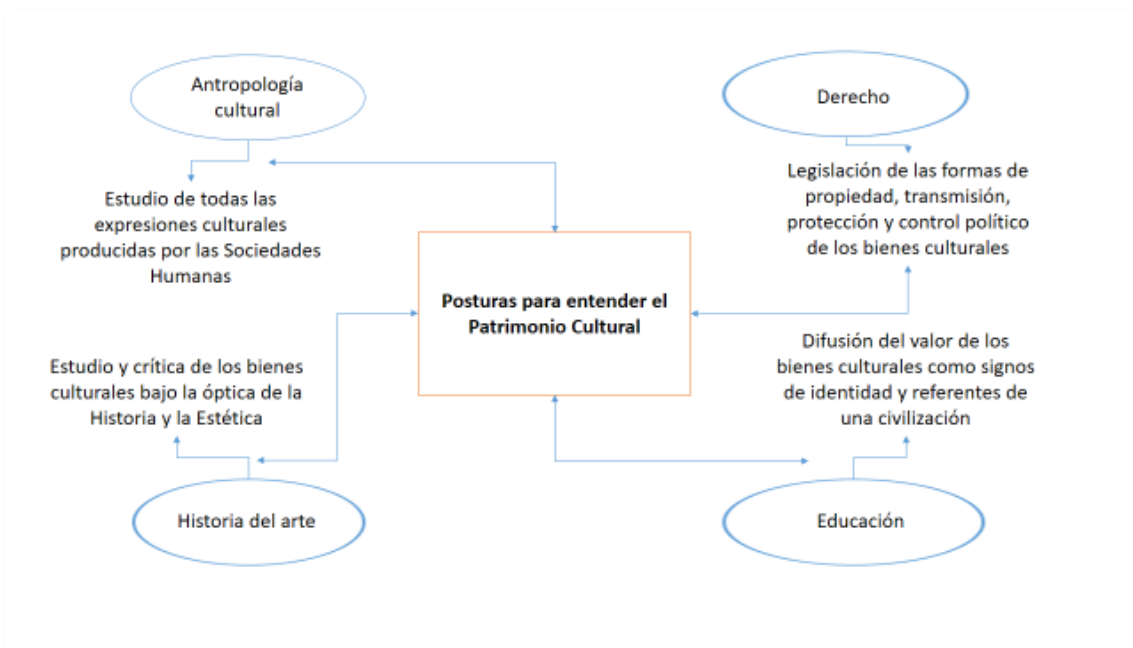 Antropología
cultural
Estudio de todas las
expresiones culturales
producidas por las Sociedades
Humanas
Derecho
Legislación de las formas de
propiedad, transmisión,
protección y control político
de los bienes culturales
Posturas para entender el
Patrimonio Cultural
Estudio y crítica de los bienes
culturales bajo la óptica de la
Historia y la Estética
Historia del arte
Difusión del valor de los
bienes culturales como signos
de identidad y referentes de
una civilización
Educación